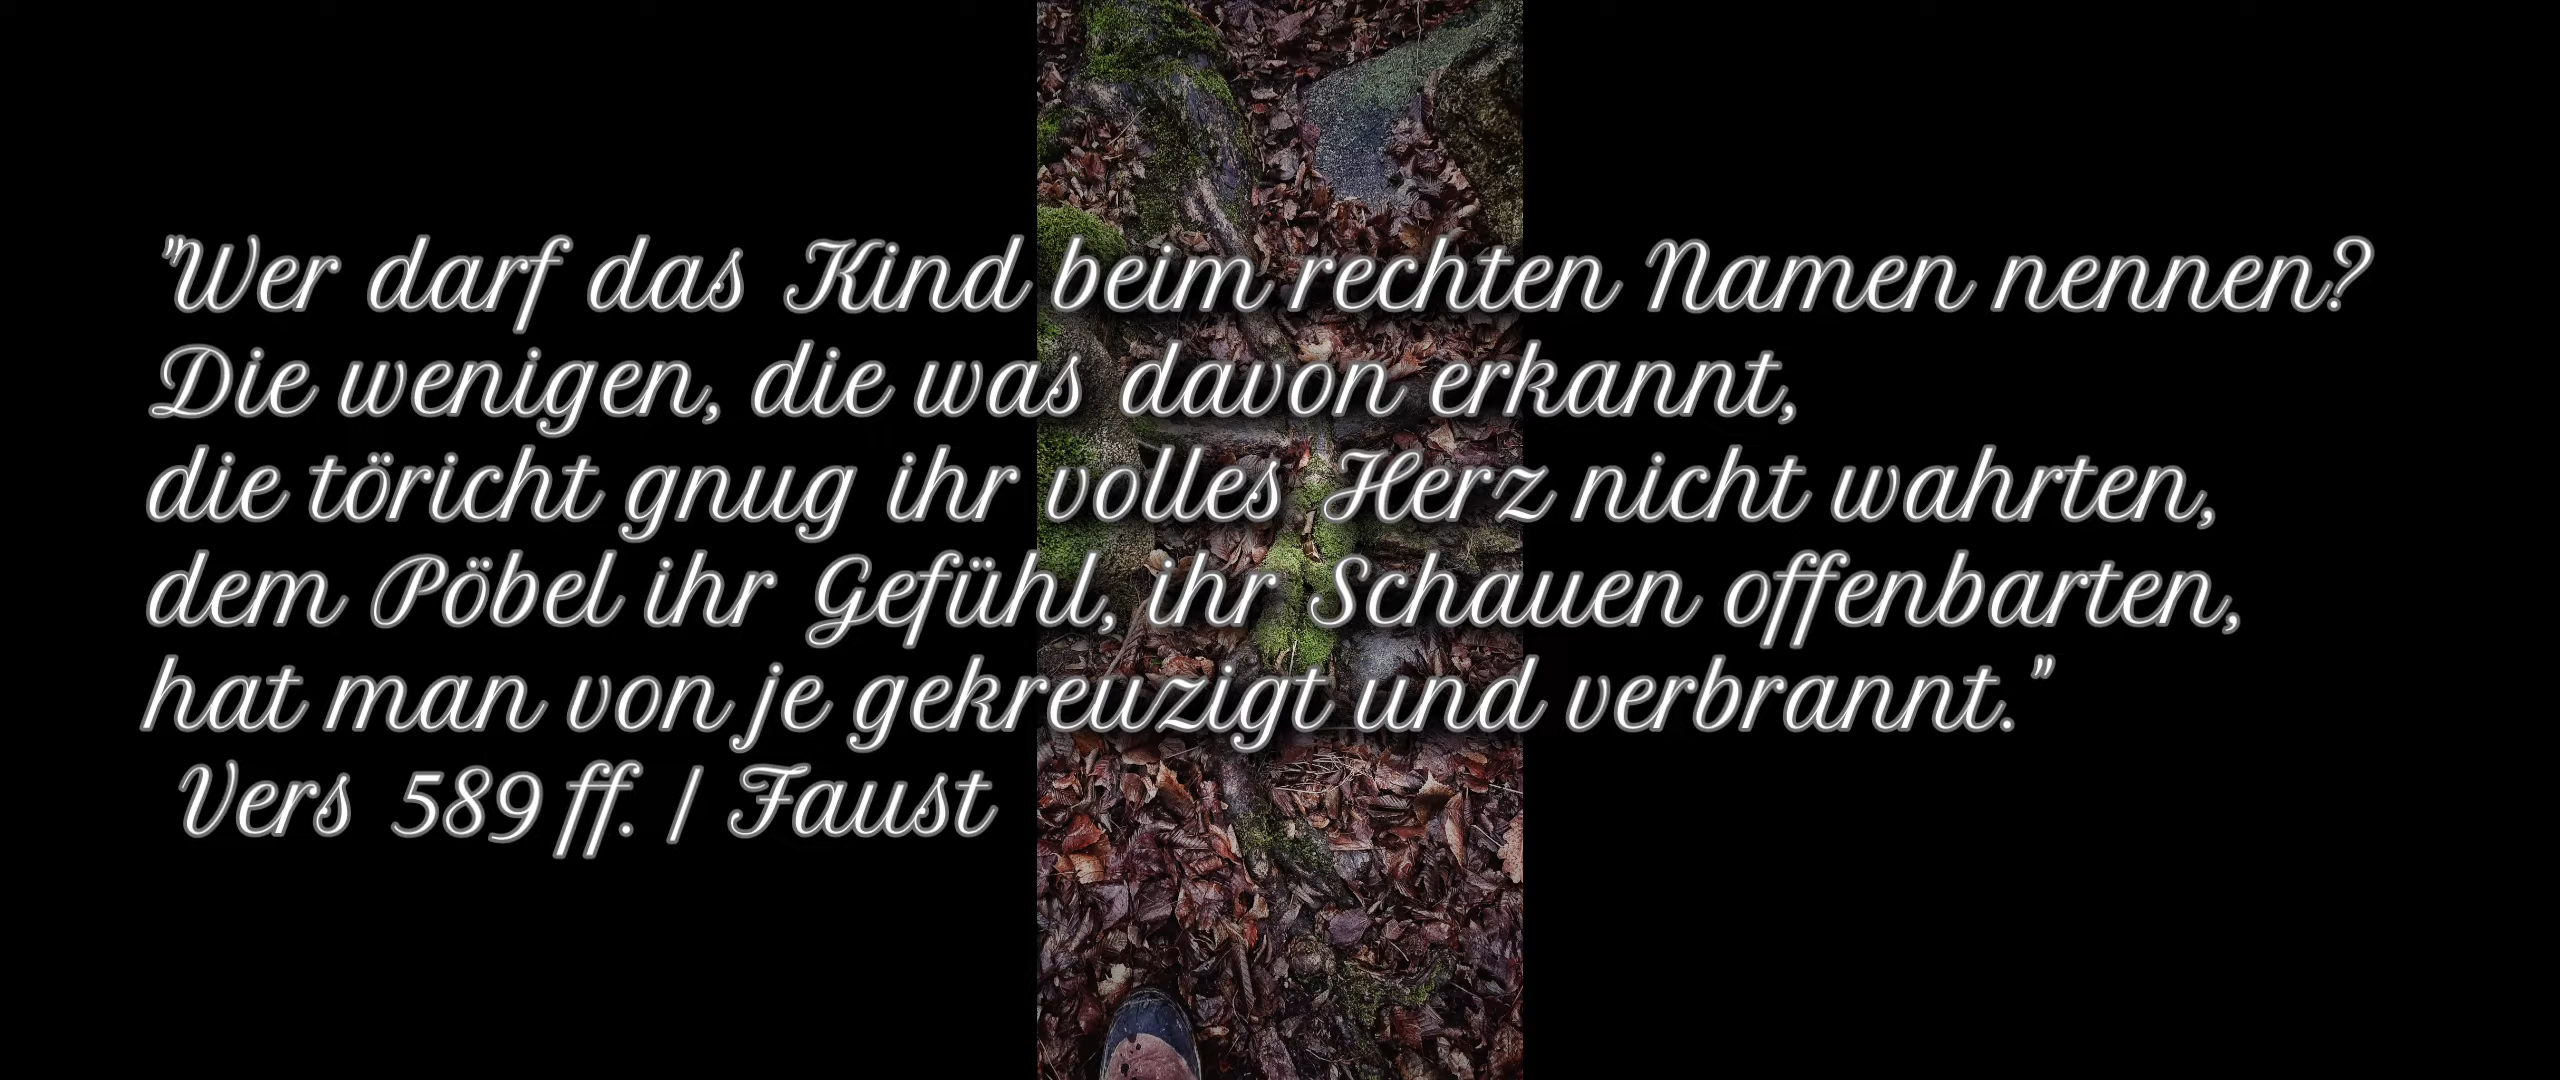 "Wer darf das Kind beim rechten Namen nennen?
Die wenigen, die was davon erkannt,
die töricht gnug ihr volles Herz nicht wahrten,
dem Pöbel ihr Gefühl, ihr Schauen offenbarten,
hat man von je gekreuzigt und verbrannt."
Vers 589 ff. | Faust